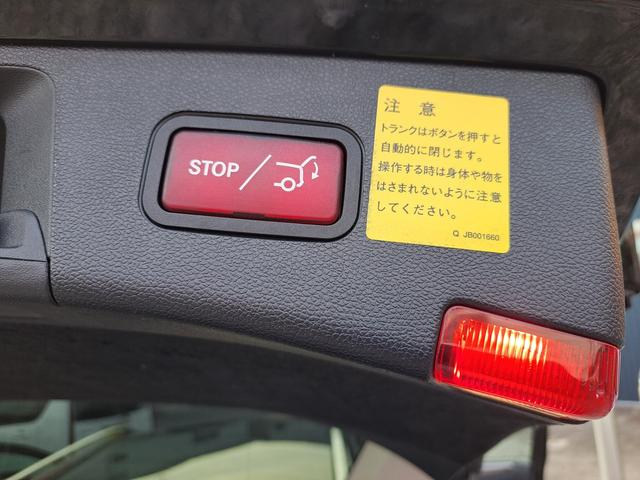 STOP
注 意
トランクはボタンを押すと
自動的に閉じます。
操作する時は身体や物を
はさまれないように注意
してください。
Q JB001660